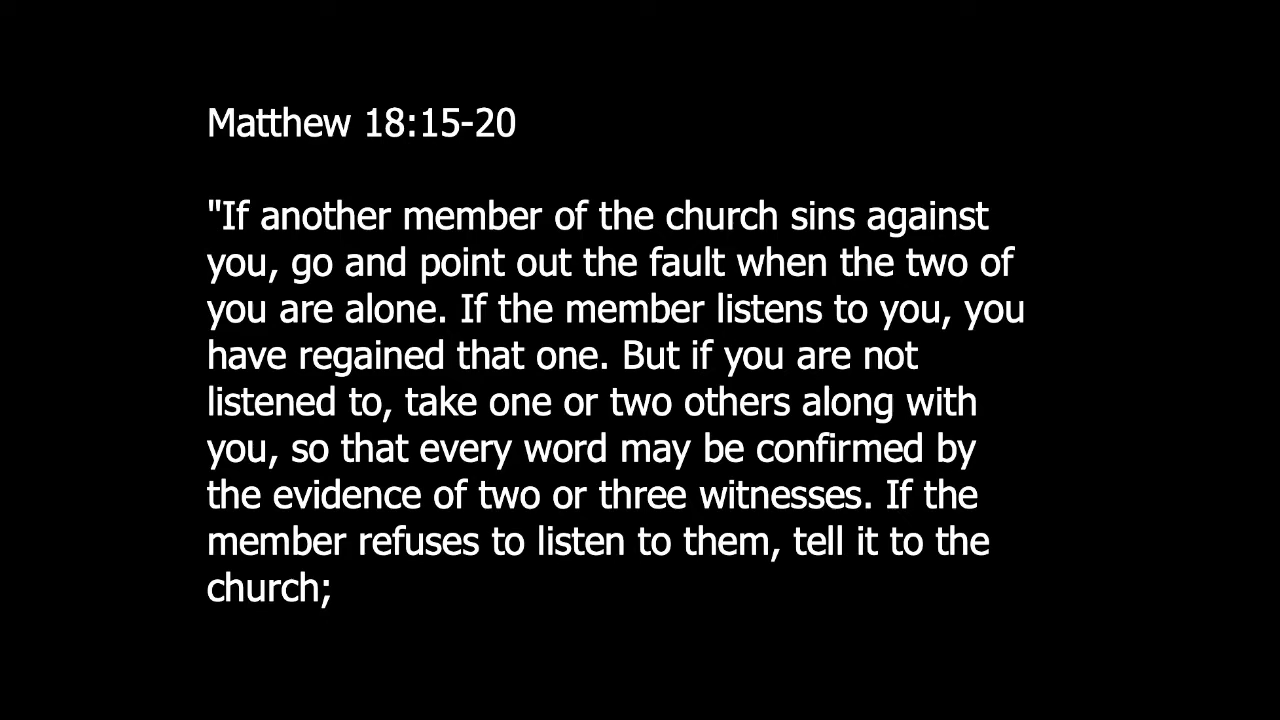 Matthew 18:15-20
"If another member of the church sins against
you, go and point out the fault when the two of
you are alone. If the member listens to you, you
have regained that one. But if you are not
listened to, take one or two others along with
you, so that every word may be confirmed by
the evidence of two or three witnesses. If the
member refuses to listen to them, tell it to the
church;